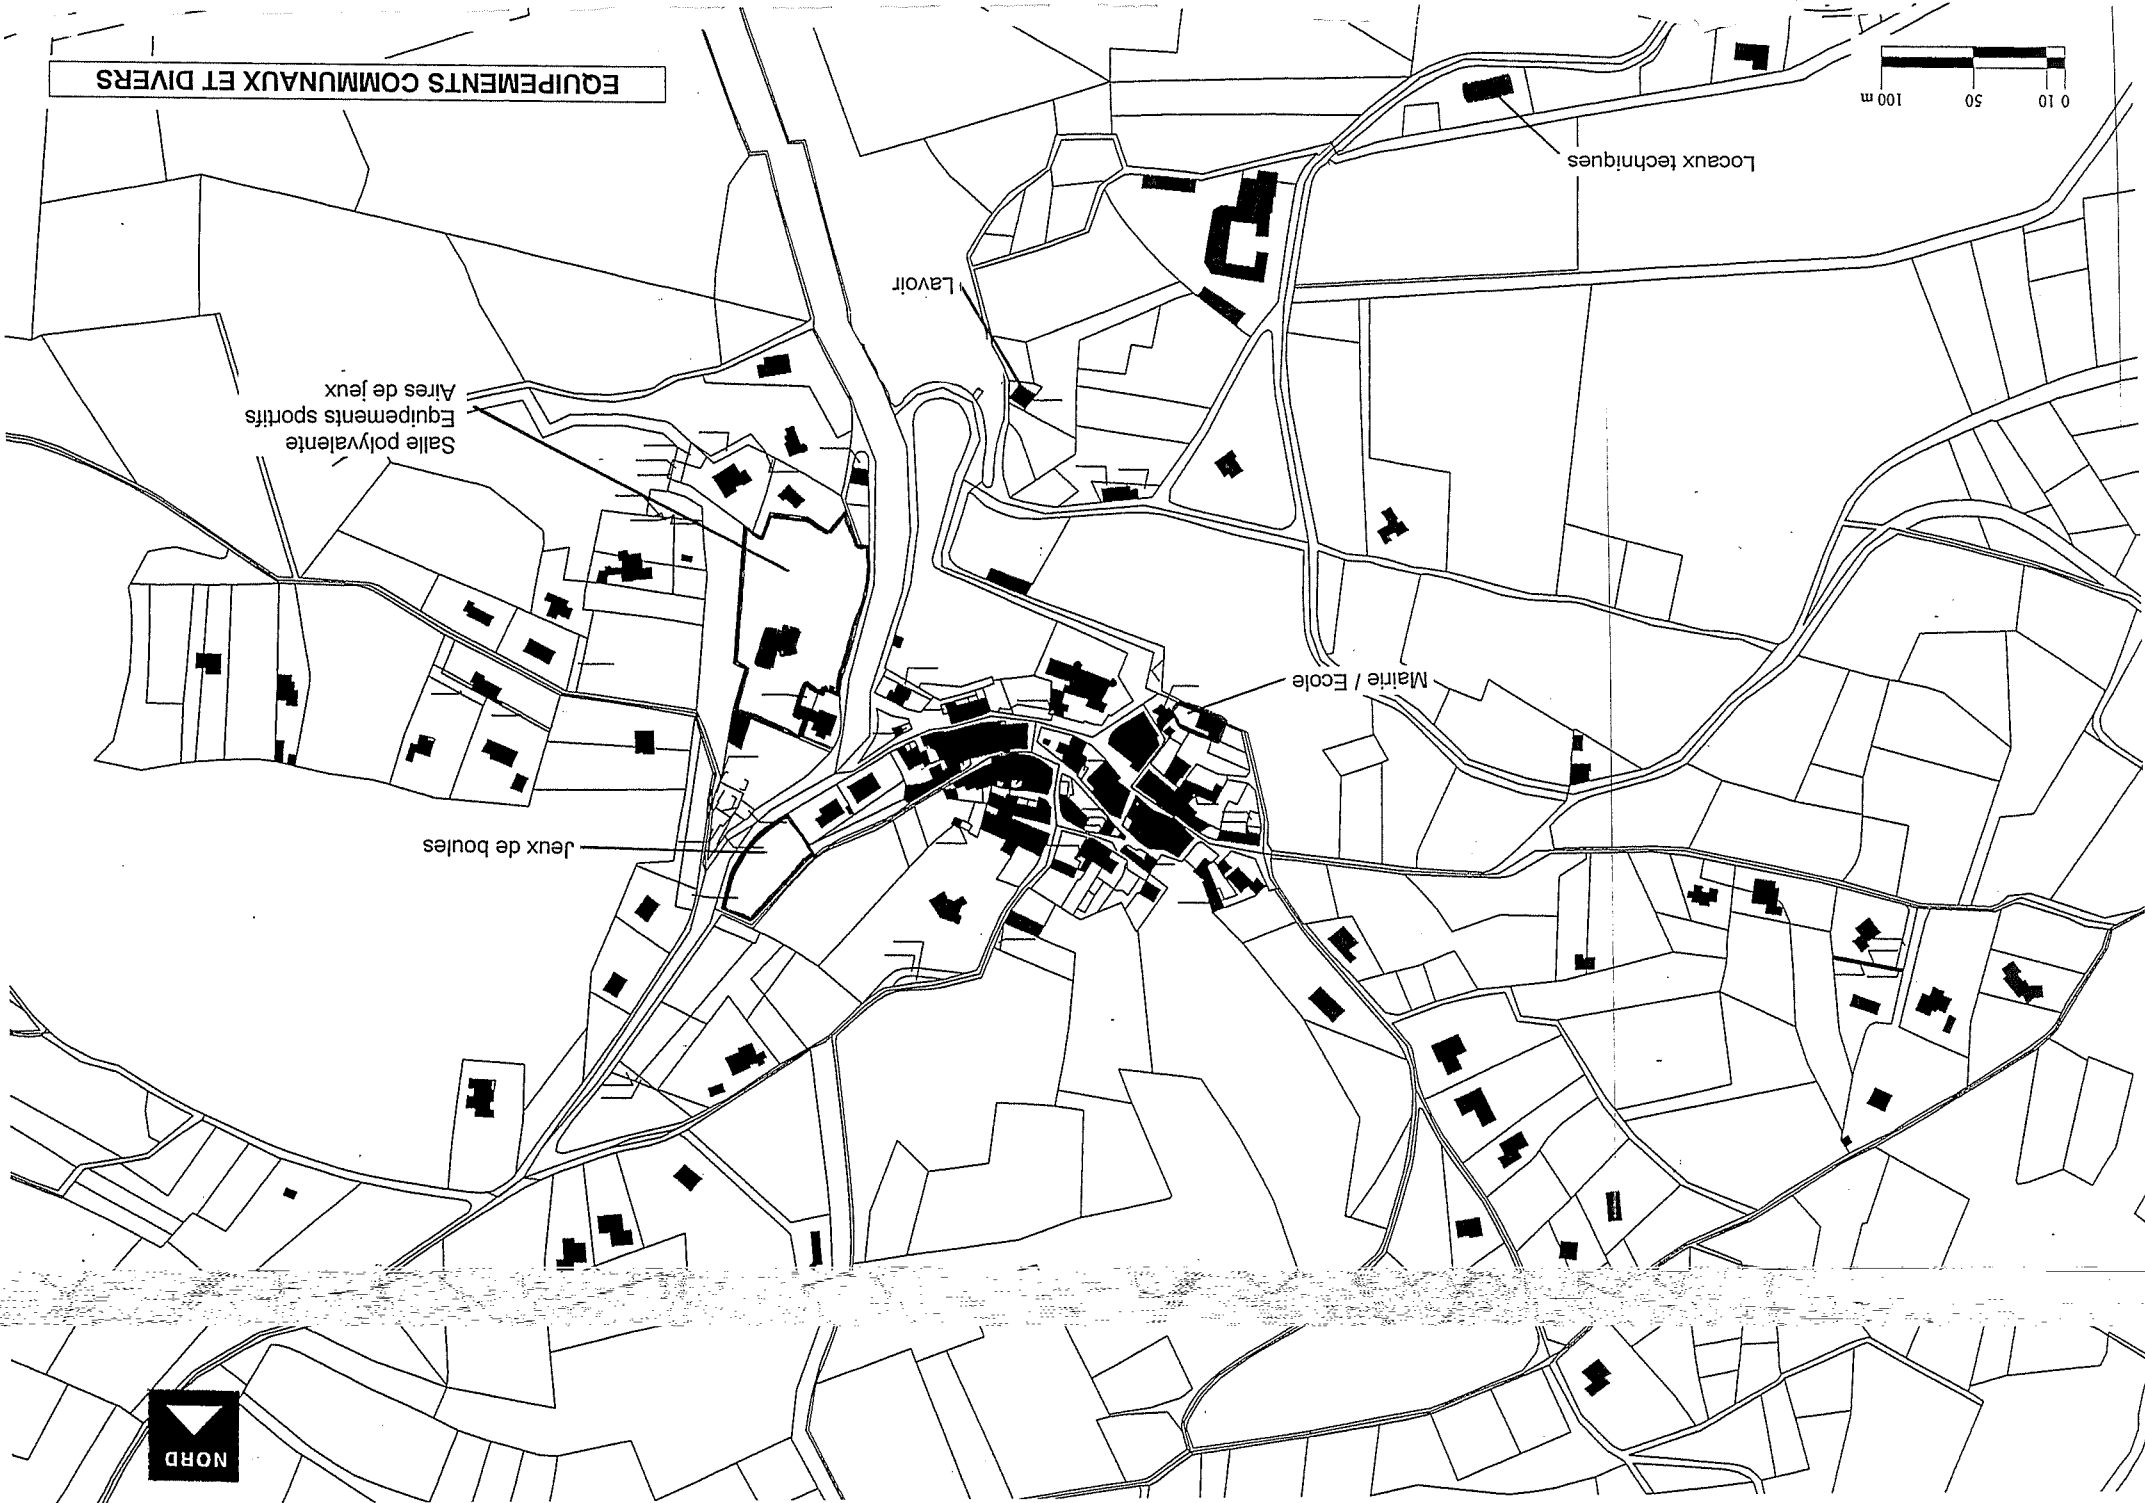 NORD
Jeux de boules
Mairie / Ecole
Salle polyvalente
Equipements sportifs
Aires de jeux
Lavoir
Locaux techniques
0 10 50 100 m
EQUIPEMENTS COMMUNAUX ET DIVERS